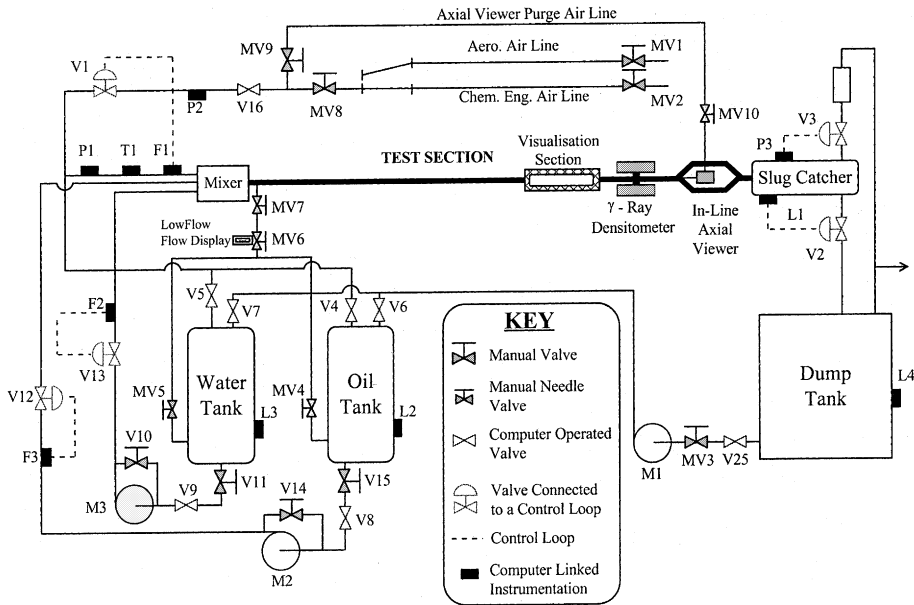 Axial Viewer Purge Air Line
MV9
Aero. Air Line
MV1
V1
P2
V16
MV8
Chem. Eng. Air Line
MV2
MV10
V3
P3
P1
T1
F1
Mixer
TEST SECTION
Visualisation
Section
Slug Catcher
MV7
LowFlow
Flow Display
MV6
γ - Ray
Densitometer
In-Line
Axial
Viewer
L1
V2
V5
V7
V4
V6
F2
V13
V12
MV5
Water
Tank
L3
MV4
Oil
Tank
L2
KEY
Manual Valve
Manual Needle
Valve
Computer Operated
Valve
Valve Connected
to a Control Loop
Control Loop
Computer Linked
Instrumentation
Dump
Tank
L4
M1
MV3
V25
F3
V10
M3
V9
V11
V14
V15
V8
M2